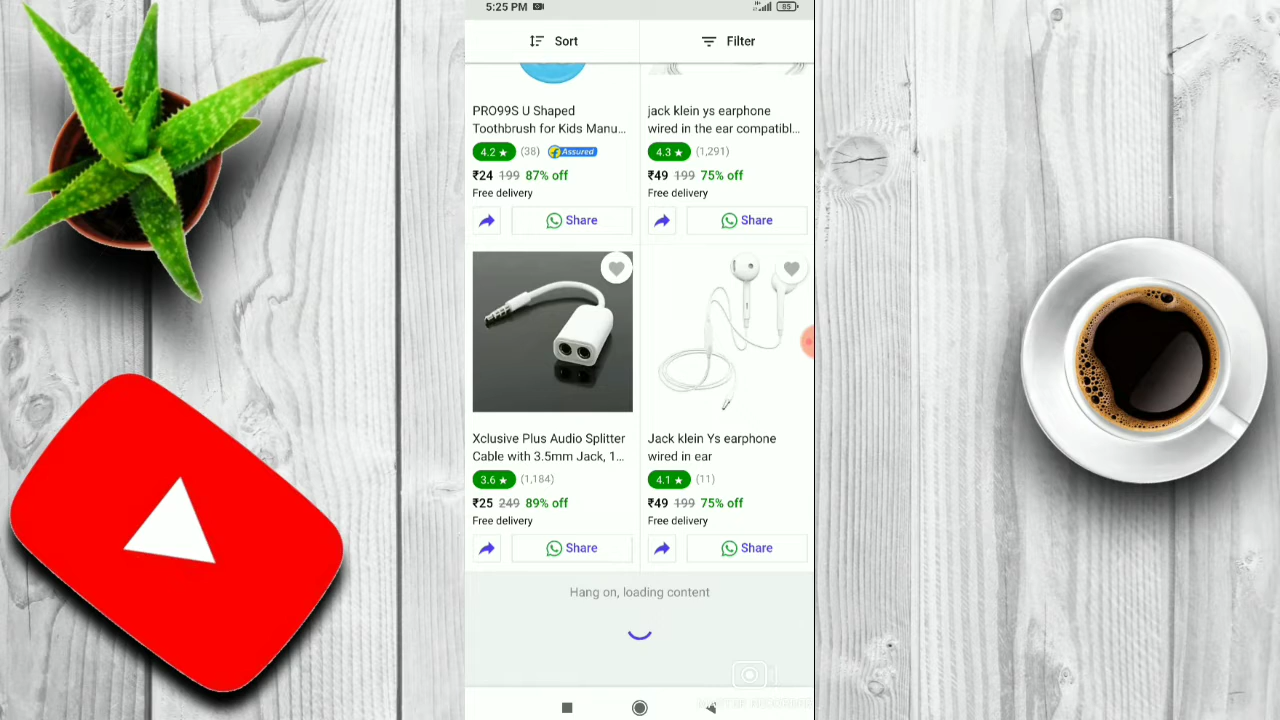 5:25 PM
85
Sort
Filter
PRO99S U Shaped
Toothbrush for Kids Manu...
4.2 ★ (38) Assured
₹24 199 87% off
Free delivery
Share
jack klein ys earphone
wired in the ear compatibl...
4.3 ★ (1,291)
₹49 199 75% off
Free delivery
Share
Xclusive Plus Audio Splitter
Cable with 3.5mm Jack, 1...
3.6 ★ (1,184)
₹25 249 89% off
Free delivery
Share
Jack klein Ys earphone
wired in ear
4.1 ★ (11)
₹49 199 75% off
Free delivery
Share
Hang on, loading content